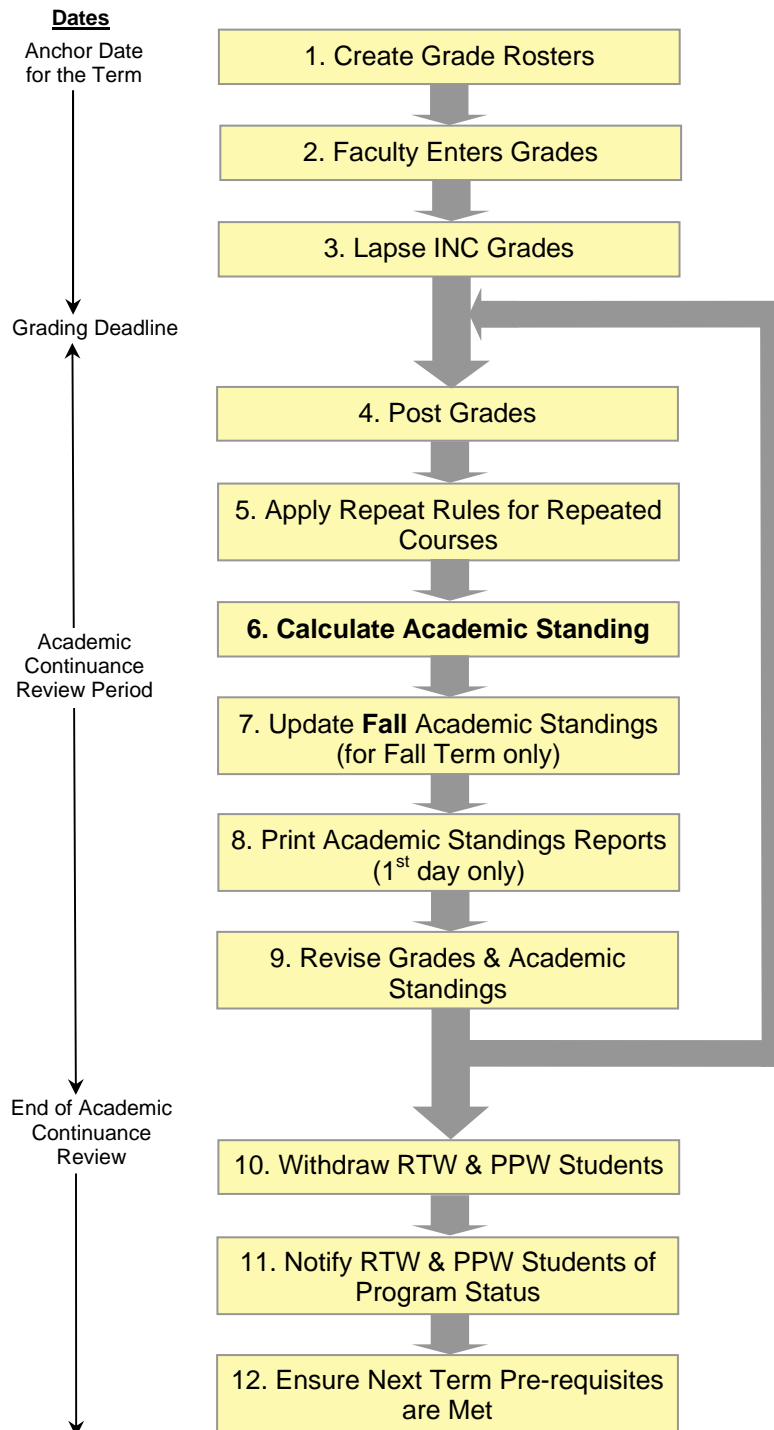 Dates
Anchor Date
for the Term
1. Create Grade Rosters
2. Faculty Enters Grades
3. Lapse INC Grades
Grading Deadline
4. Post Grades
5. Apply Repeat Rules for Repeated
Courses
6. Calculate Academic Standing
Academic
Continuance
Review Period
7. Update Fall Academic Standings
(for Fall Term only)
8. Print Academic Standings Reports
(1st day only)
9. Revise Grades & Academic
Standings
End of Academic
Continuance
Review
10. Withdraw RTW & PPW Students
11. Notify RTW & PPW Students of
Program Status
12. Ensure Next Term Pre-requisites
are Met